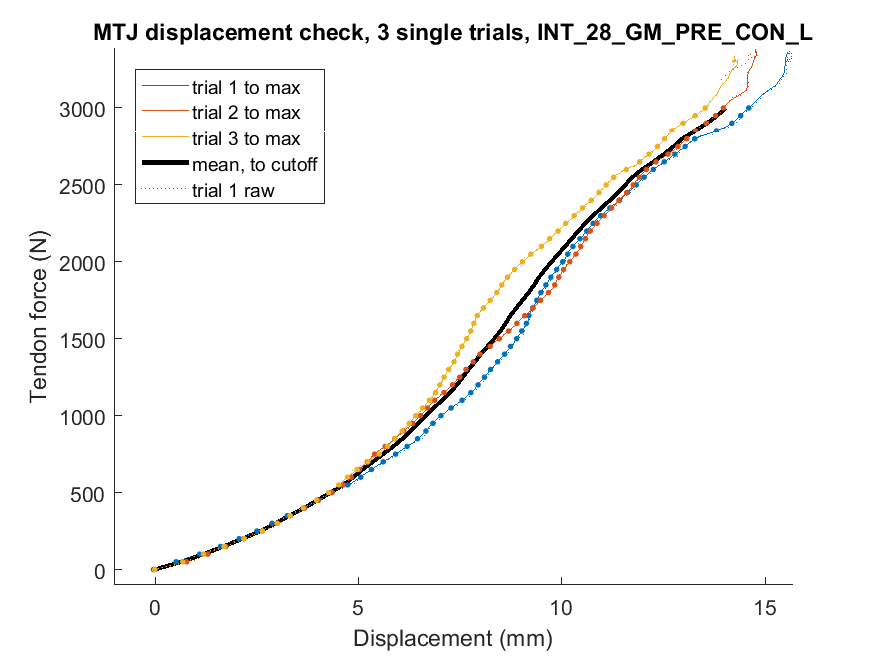 MTJ displacement check, 3 single trials, INT_28_GM_PRE_CON_L
trial 1 to max
trial 2 to max
trial 3 to max
mean, to cutoff
trial 1 raw
3000
2500
2000
1500
1000
500
0
Tendon force (N)
0 5 10 15
Displacement (mm)